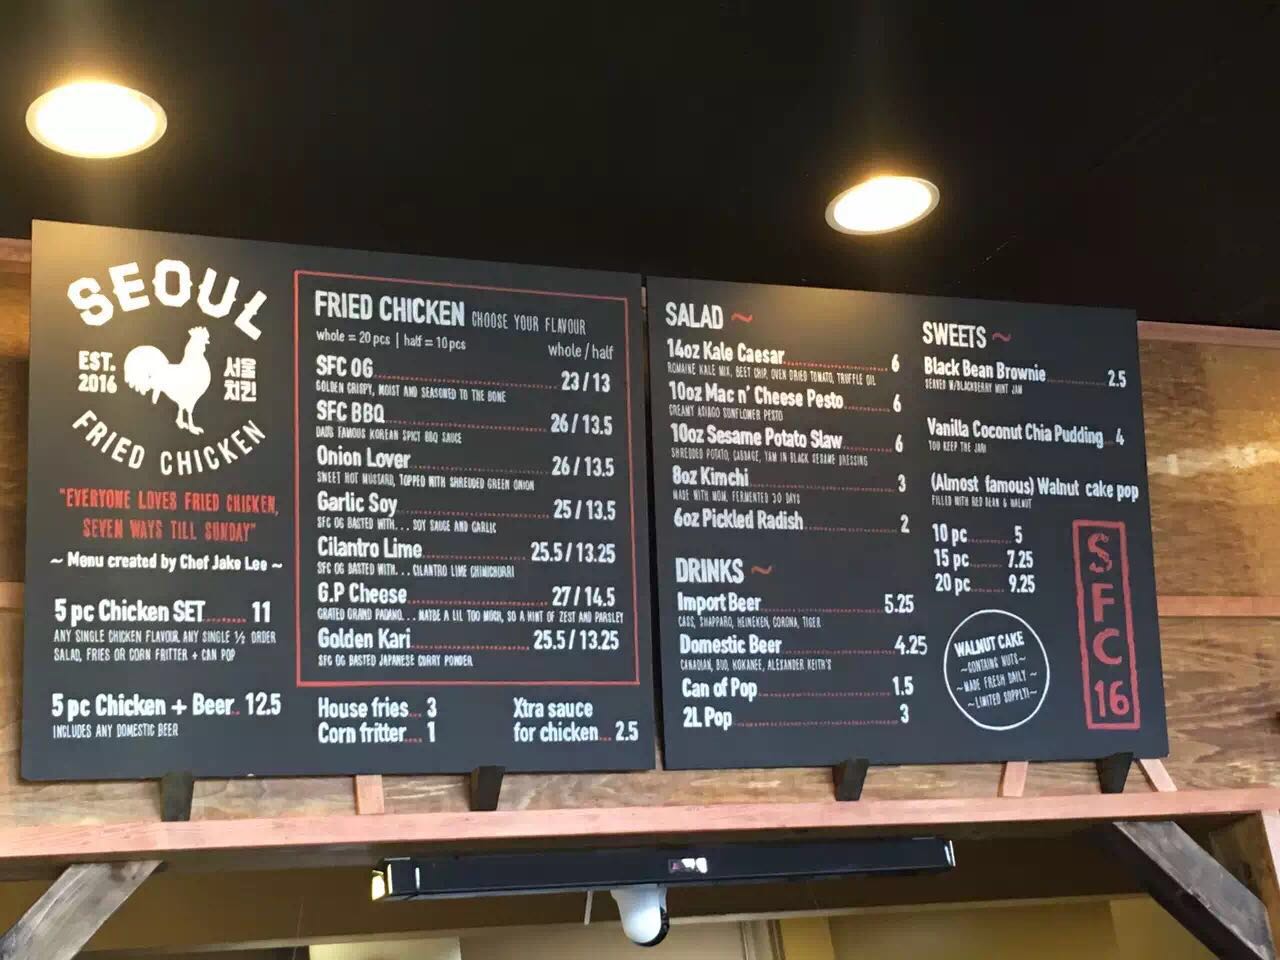 SEOUL
EST. 2016
서울 치킨
FRIED CHICKEN
"EVERYONE LOVES FRIED CHICKEN,
SEVEN WAYS TILL SUNDAY"
~ Menu created by Chef Jake Lee ~
5 pc Chicken SET 11
ANY SINGLE CHICKEN FLAVOUR, ANY SINGLE ½ ORDER
SALAD, FRIES OR CORN FRITTER + CAN POP
5 pc Chicken + Beer 12.5
INCLUDES ANY DOMESTIC BEER
FRIED CHICKEN CHOOSE YOUR FLAVOUR
whole = 20 pcs | half = 10 pcs
whole / half
SFC OG 23 / 13
GOLDEN CRISPY, MOIST AND SEASONED TO THE BONE
SFC BBQ 26 / 13.5
DADS FAMOUS KOREAN SPICY BBQ SAUCE
Onion Lover 26 / 13.5
SWEET HOT MUSTARD, TOPPED WITH SHREDDED GREEN ONION
Garlic Soy 25 / 13.5
SFC OG BASTED WITH... SOY SAUCE AND GARLIC
Cilantro Lime 25.5 / 13.25
SFC OG BASTED WITH... CILANTRO LIME CHIMICHURRI
G.P Cheese 27 / 14.5
GRATED GRAND PADANO... MAYBE A LIL TOO MUCH, SO A HINT OF ZEST AND PARSLEY
Golden Kari 25.5 / 13.25
SFC OG BASTED JAPANESE CURRY POWDER
House fries 3
Corn fritter 1
Xtra sauce
for chicken 2.5
SALAD ~
14oz Kale Caesar 6
ROMAINE KALE MIX, BEET CHIP, OVEN DRIED TOMATO, TRUFFLE OIL
10oz Mac n' Cheese Pesto 6
CREAMY ASIAGO SUNFLOWER PESTO
10oz Sesame Potato Slaw 6
SHREDDED POTATO, CABBAGE, YAM IN BLACK SESAME DRESSING
8oz Kimchi 3
MADE WITH MOM, FERMENTED 30 DAYS
6oz Pickled Radish 2
DRINKS ~
Import Beer 5.25
CASS, SHAPPARO, HEINEKEN, CORONA, TIGER
Domestic Beer 4.25
CANADIAN, BUD, KOKANEE, ALEXANDER KEITH'S
Can of Pop 1.5
2L Pop 3
SWEETS ~
Black Bean Brownie 2.5
SERVED W/BLACKBERRY MINT JAM
Vanilla Coconut Chia Pudding 4
YOU KEEP THE JAR!
(Almost famous) Walnut cake pop
FILLED WITH RED BEAN & WALNUT
10 pc 5
15 pc 7.25
20 pc 9.25
WALNUT CAKE
~CONTAINS NUTS~
~MADE FRESH DAILY~
~LIMITED SUPPLY!~
SFC16